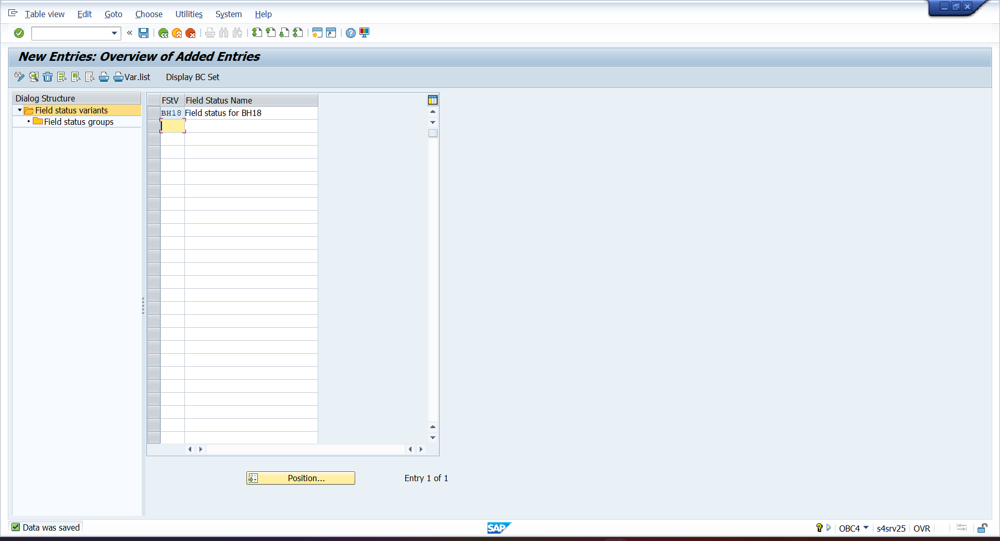 Table view Edit Goto Choose Utilities System Help
New Entries: Overview of Added Entries
Var.list Display BC Set
Dialog Structure
Field status variants
Field status groups
FStV Field Status Name
BH18 Field status for BH18
Position... Entry 1 of 1
Data was saved
SAP
OBC4 s4srv25 OVR